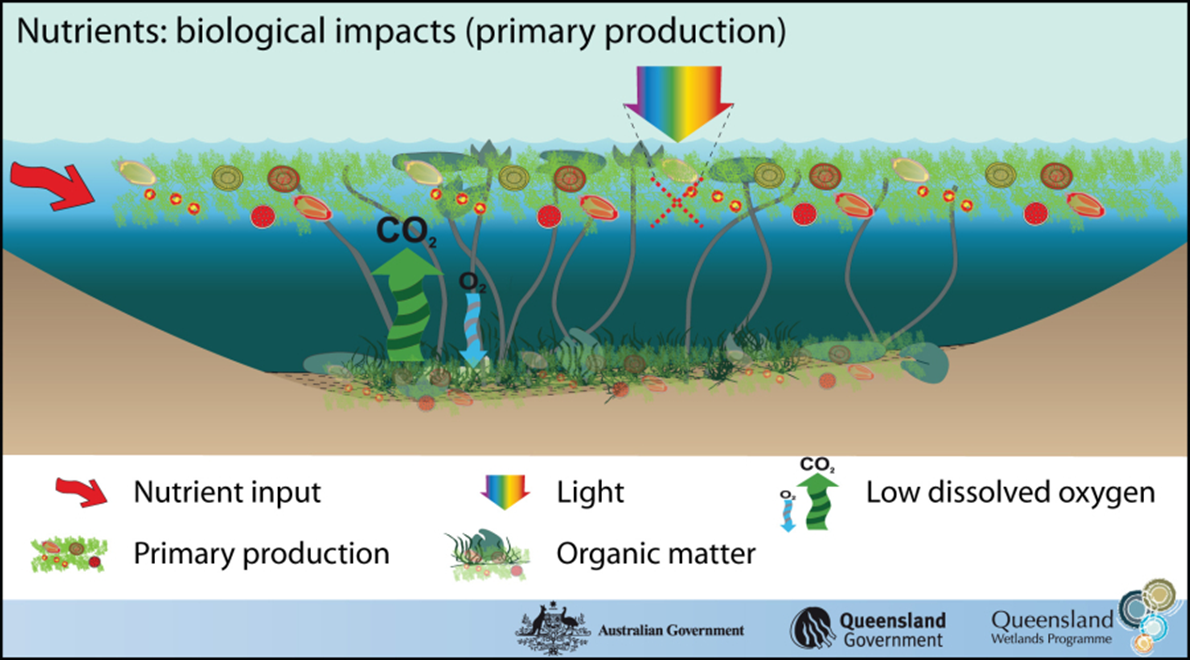 Nutrients: biological impacts (primary production)
CO₂
O₂
CO₂
O₂
Nutrient input
Light
Low dissolved oxygen
Primary production
Organic matter
Australian Government
Queensland
Government
Queensland
Wetlands Programme